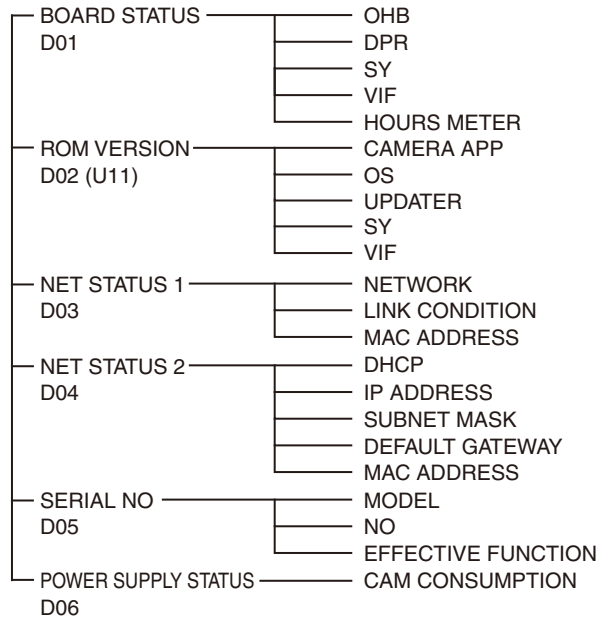 BOARD STATUS OHB
D01 DPR
SY
VIF
HOURS METER
ROM VERSION CAMERA APP
D02 (U11) OS
UPDATER
SY
VIF
NET STATUS 1 NETWORK
D03 LINK CONDITION
MAC ADDRESS
NET STATUS 2 DHCP
D04 IP ADDRESS
SUBNET MASK
DEFAULT GATEWAY
MAC ADDRESS
SERIAL NO MODEL
D05 NO
EFFECTIVE FUNCTION
POWER SUPPLY STATUS CAM CONSUMPTION
D06